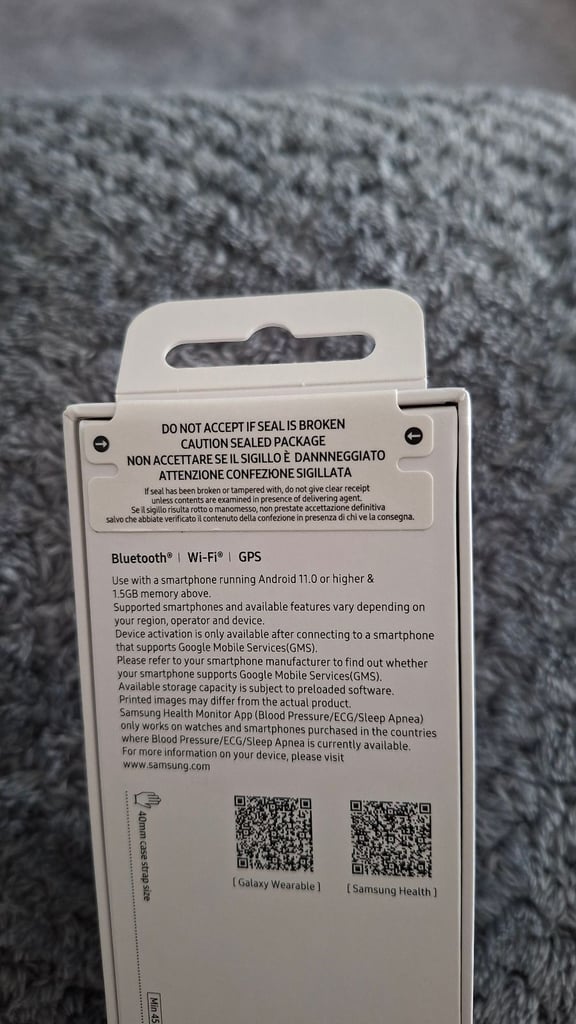 DO NOT ACCEPT IF SEAL IS BROKEN
CAUTION SEALED PACKAGE
NON ACCETTARE SE IL SIGILLO È DANNNEGGIATO
ATTENZIONE CONFEZIONE SIGILLATA
If seal has been broken or tampered with, do not give clear receipt
unless contents are examined in presence of delivering agent.
Se il sigillo risulta rotto o manomesso, non prestate accettazione definitiva
salvo che abbiate verificato il contenuto della confezione in presenza di chi ve la consegna.
Bluetooth® | Wi-Fi® | GPS
Use with a smartphone running Android 11.0 or higher &
1.5GB memory above.
Supported smartphones and available features vary depending on
your region, operator and device.
Device activation is only available after connecting to a smartphone
that supports Google Mobile Services(GMS).
Please refer to your smartphone manufacturer to find out whether
your smartphone supports Google Mobile Services(GMS).
Available storage capacity is subject to preloaded software.
Printed images may differ from the actual product.
Samsung Health Monitor App (Blood Pressure/ECG/Sleep Apnea)
only works on watches and smartphones purchased in the countries
where Blood Pressure/ECG/Sleep Apnea is currently available.
For more information on your device, please visit
www.samsung.com
40mm case strap size
[ Galaxy Wearable ]
[ Samsung Health ]
Min 45